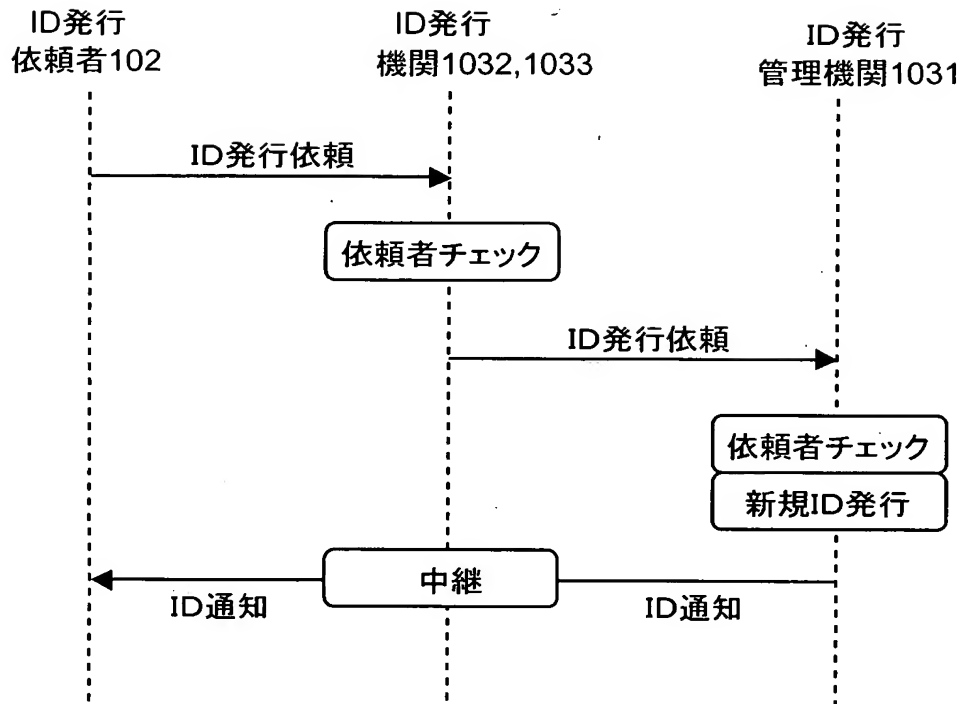 ID発行
依頼者102
ID発行
機関1032,1033
ID発行
管理機関1031
ID発行依頼
依頼者チェック
ID発行依頼
依頼者チェック
新規ID発行
中継
ID通知
ID通知